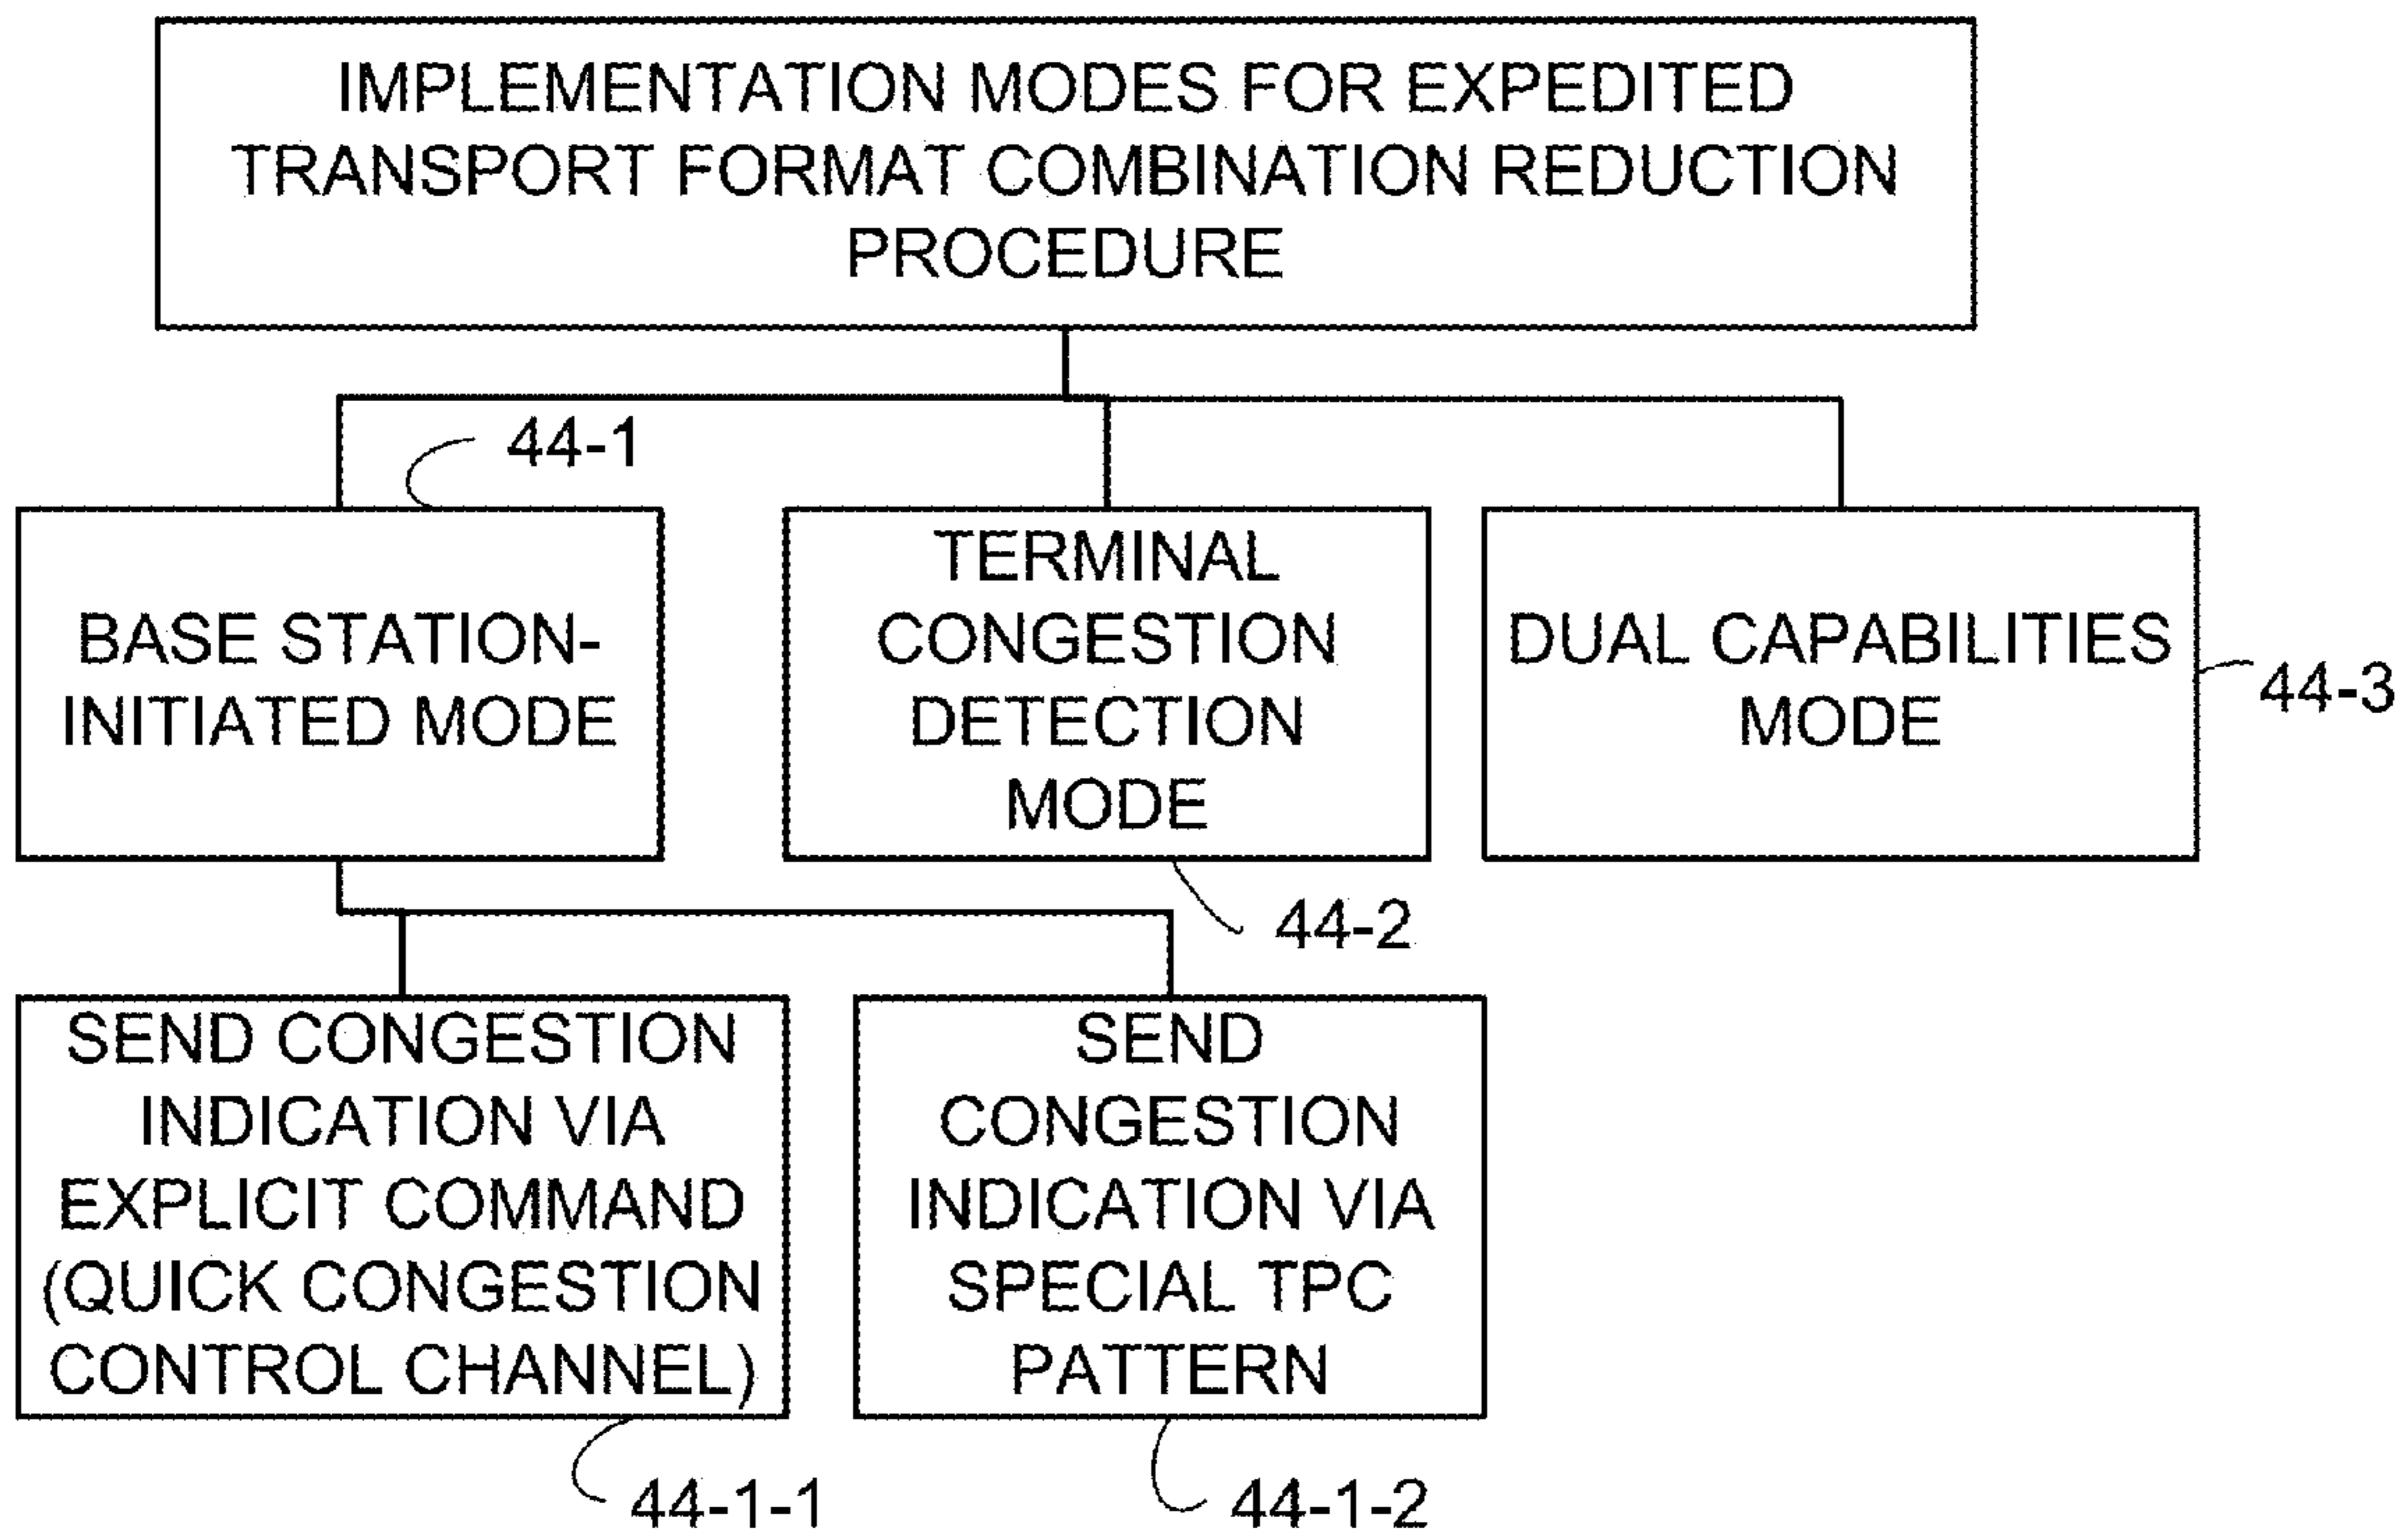 IMPLEMENTATION MODES FOR EXPEDITED
TRANSPORT FORMAT COMBINATION REDUCTION
PROCEDURE
44-1
BASE STATION-
INITIATED MODE
TERMINAL
CONGESTION
DETECTION
MODE
DUAL CAPABILITIES
MODE
44-3
44-2
SEND CONGESTION
INDICATION VIA
EXPLICIT COMMAND
(QUICK CONGESTION
CONTROL CHANNEL)
SEND
CONGESTION
INDICATION VIA
SPECIAL TPC
PATTERN
44-1-1
44-1-2